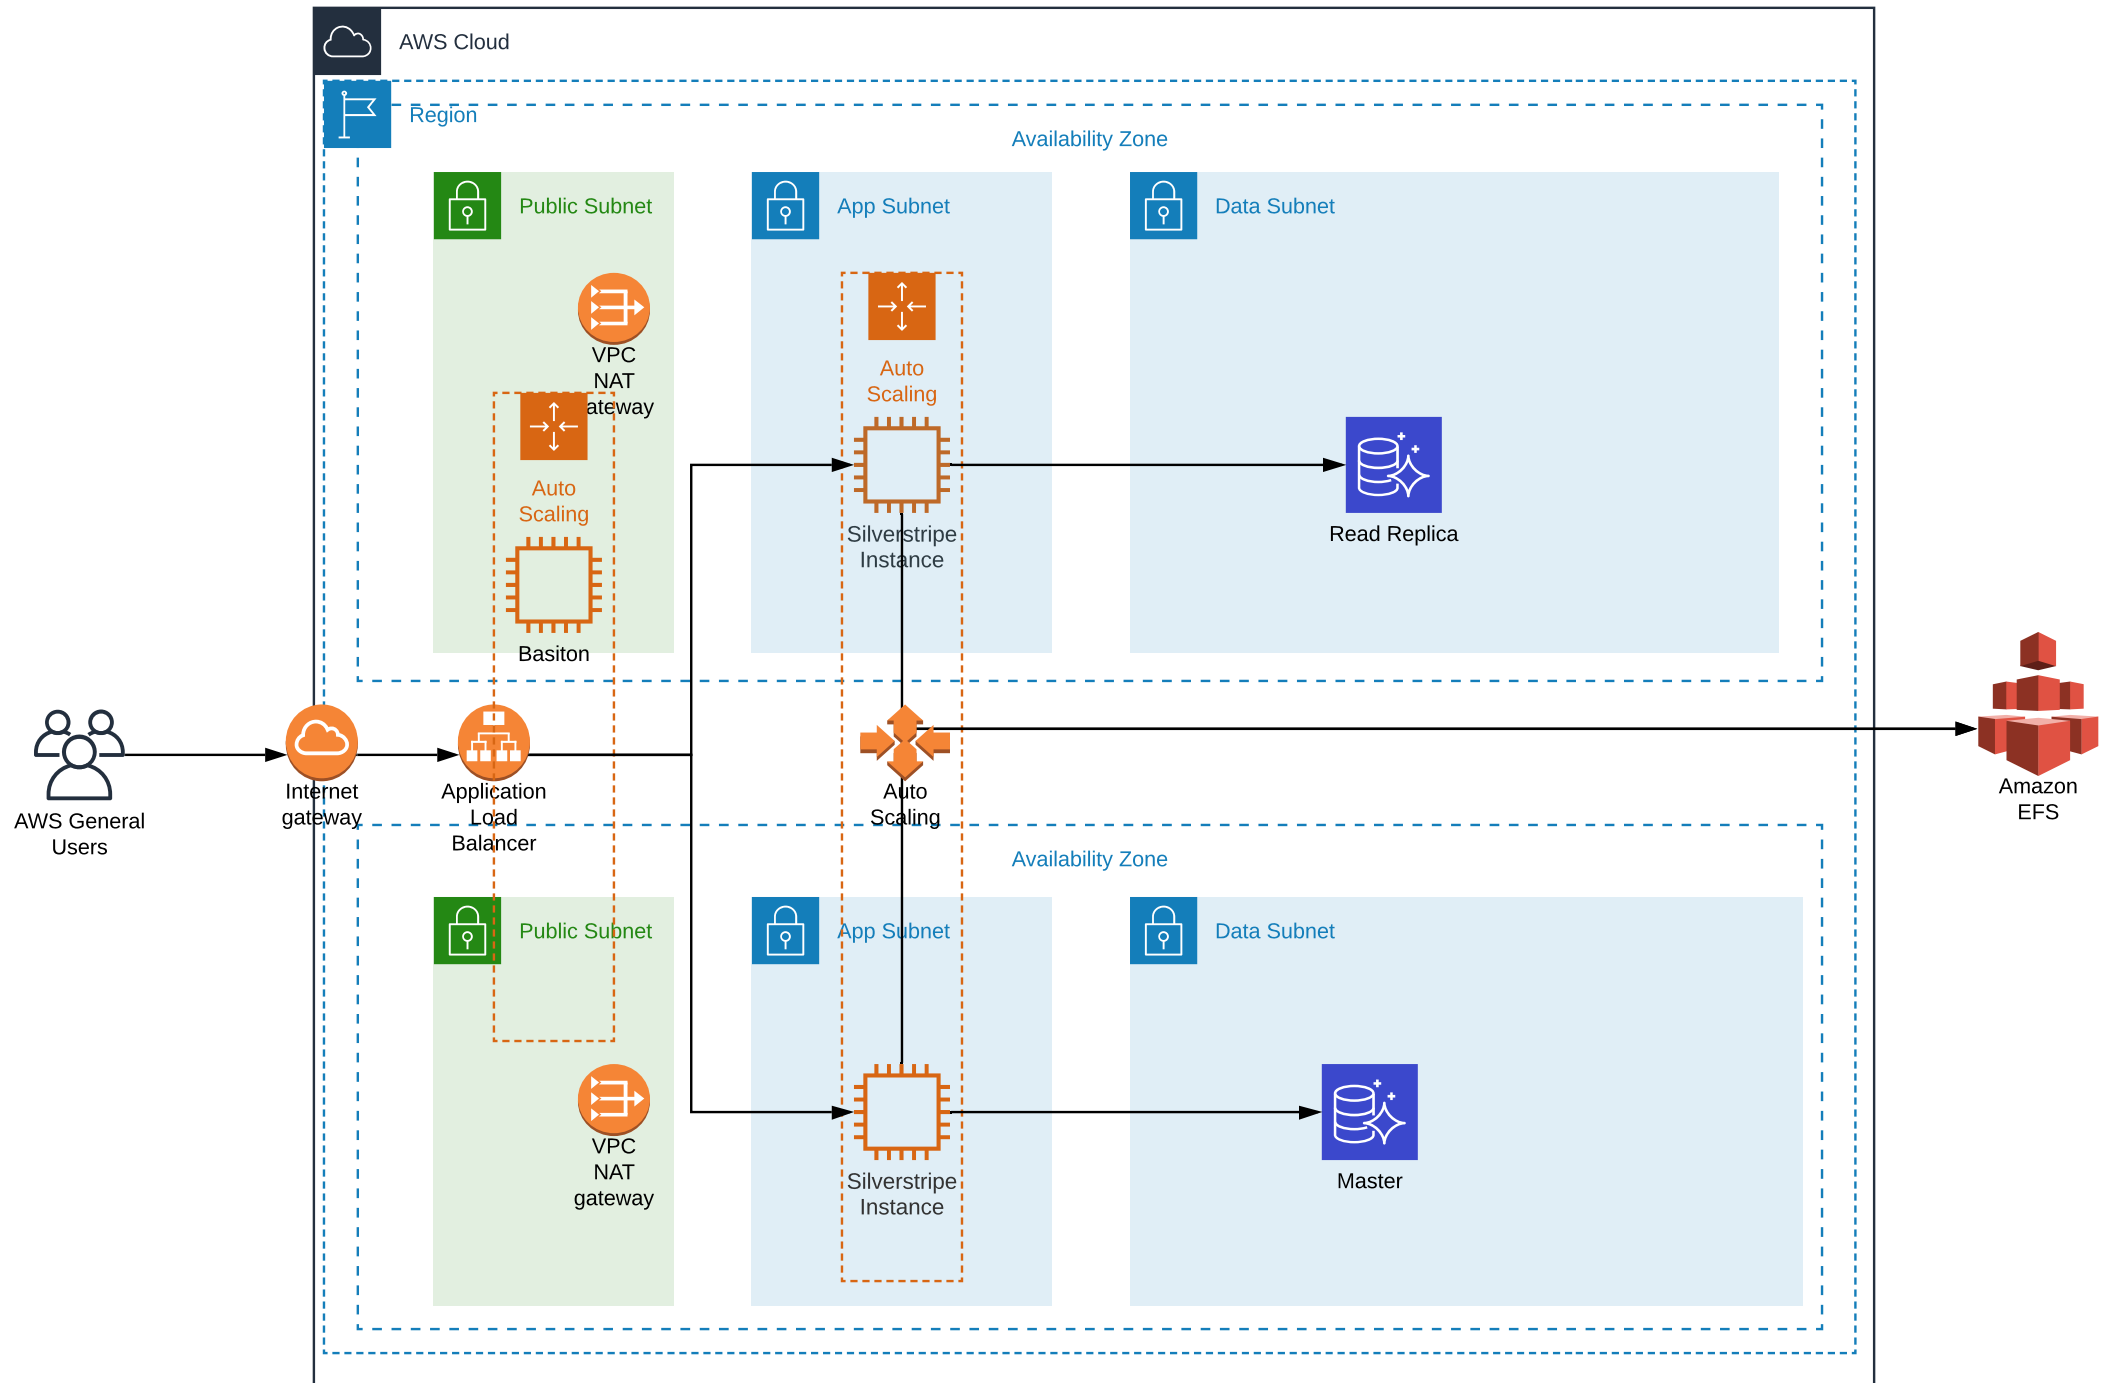 AWS Cloud
Region
Availability Zone
Public Subnet
App Subnet
Data Subnet
VPC
NAT
ateway
Auto
Scaling
Auto
Scaling
Silverstripe
Instance
Read Replica
Basiton
AWS General
Users
Internet
gateway
Application
Load
Balancer
Auto
Scaling
Amazon
EFS
Availability Zone
Public Subnet
App Subnet
Data Subnet
VPC
NAT
gateway
Silverstripe
Instance
Master